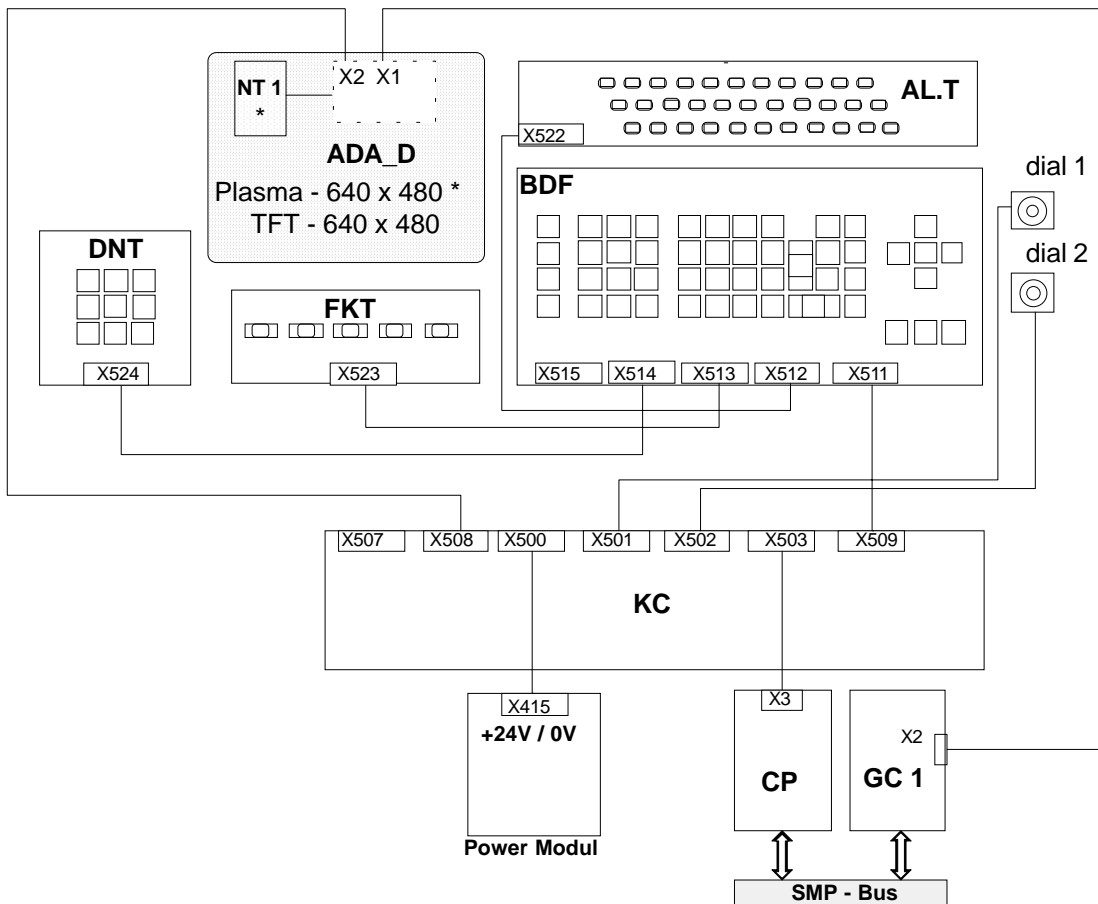 X2 X1
NT 1
*
ADA_D
Plasma - 640 x 480 *
TFT - 640 x 480
AL.T
X522
BDF
dial 1
dial 2
DNT
X524
FKT
X523
X515 X514 X513 X512 X511
X507 X508 X500 X501 X502 X503 X509
KC
X415
+24V / 0V
Power Modul
X3
CP
X2
GC 1
SMP - Bus